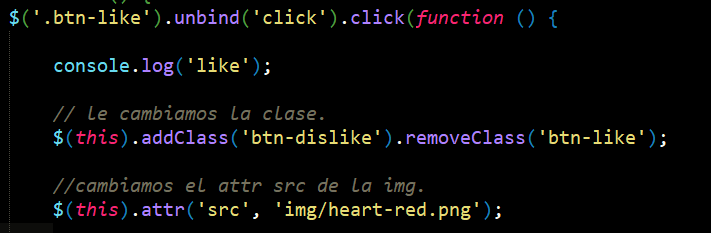 $('.btn-like').unbind('click').click(function () {
console.log('like');
// le cambiamos la clase.
$(this).addClass('btn-dislike').removeClass('btn-like');
//cambiamos el attr src de la img.
$(this).attr('src', 'img/heart-red.png');